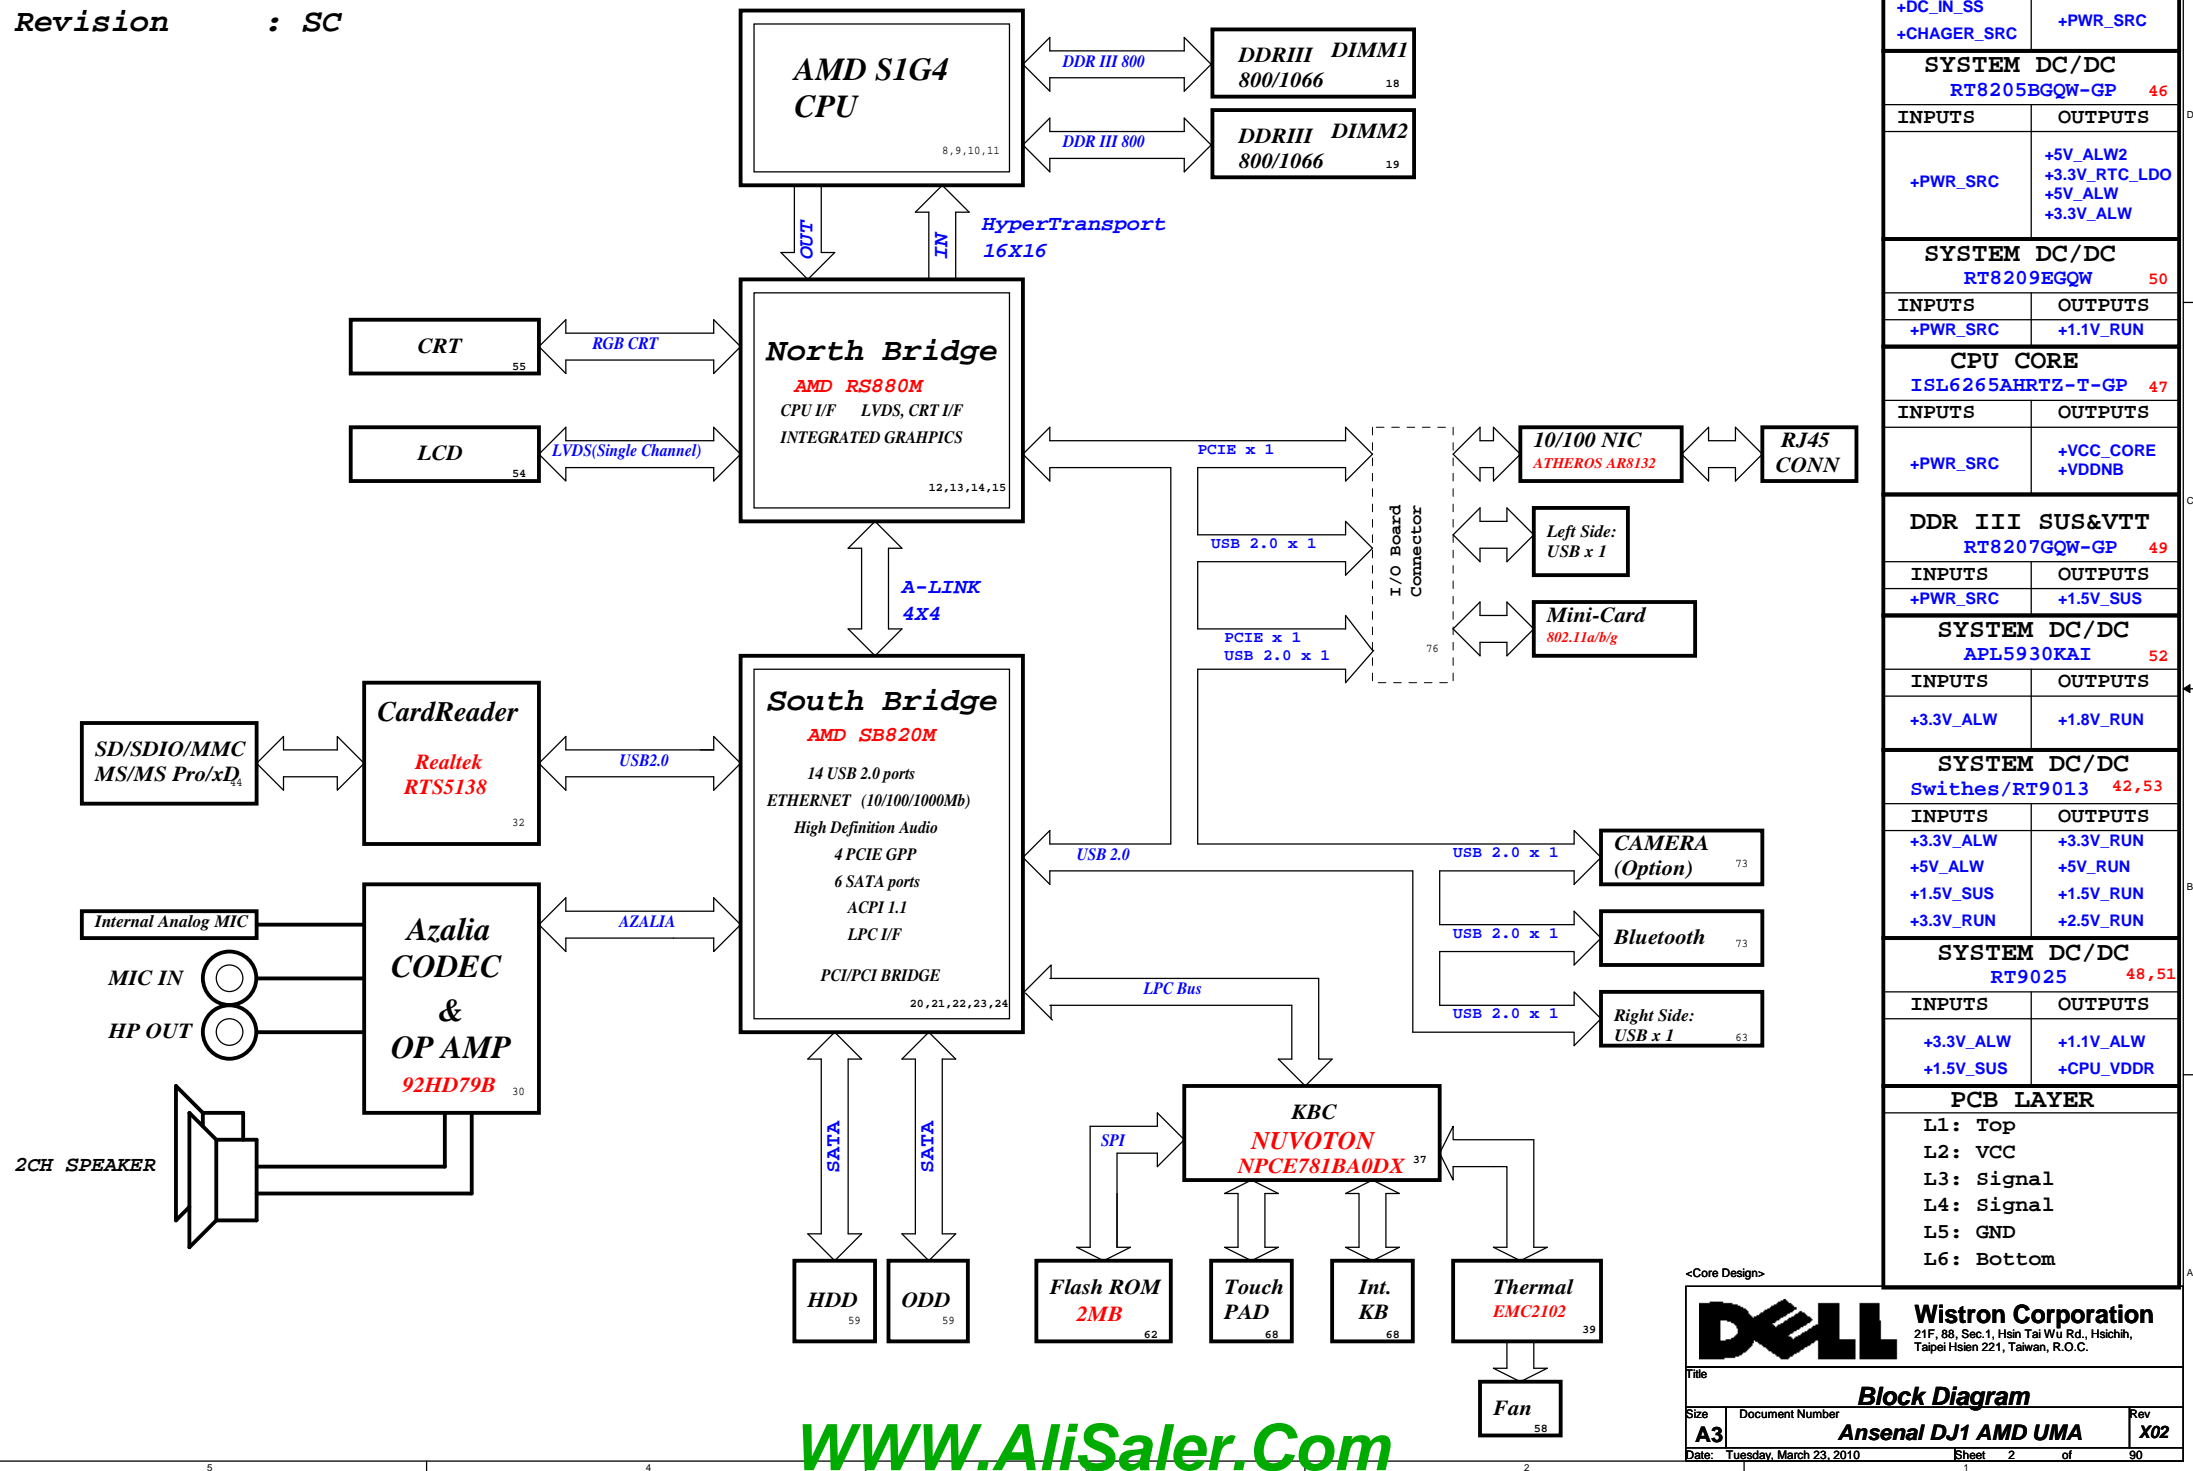 Revision : SC
AMD S1G4
CPU
8,9,10,11
DDR III 800
DDRIII DIMM1
800/1066
18
DDR III 800
DDRIII DIMM2
800/1066
19
OUT
IN
HyperTransport
16X16
CRT
55
RGB CRT
LCD
54
LVDS(Single Channel)
North Bridge
AMD RS880M
CPU I/F LVDS, CRT I/F
INTEGRATED GRAHPICS
12,13,14,15
PCIE x 1
USB 2.0 x 1
PCIE x 1
USB 2.0 x 1
I/O Board
Connector
76
10/100 NIC
ATHEROS AR8132
RJ45
CONN
Left Side:
USB x 1
Mini-Card
802.11a/b/g
A-LINK
4X4
SD/SDIO/MMC
MS/MS Pro/xD
44
CardReader
Realtek
RTS5138
32
USB2.0
South Bridge
AMD SB820M
14 USB 2.0 ports
ETHERNET (10/100/1000Mb)
High Definition Audio
4 PCIE GPP
6 SATA ports
ACPI 1.1
LPC I/F
PCI/PCI BRIDGE
20,21,22,23,24
USB 2.0
USB 2.0 x 1
CAMERA
(Option)
73
USB 2.0 x 1
Bluetooth
73
USB 2.0 x 1
Right Side:
USB x 1
63
Internal Analog MIC
MIC IN
HP OUT
2CH SPEAKER
Azalia
CODEC
&
OP AMP
92HD79B
30
AZALIA
LPC Bus
SATA
SATA
HDD
59
ODD
59
KBC
NUVOTON
NPCE781BA0DX
37
SPI
Flash ROM
2MB
62
Touch
PAD
68
Int.
KB
68
Thermal
EMC2102
39
Fan
58
+DC_IN_SS
+CHAGER_SRC
+PWR_SRC
SYSTEM DC/DC
RT8205BGQW-GP 46
INPUTS OUTPUTS
+PWR_SRC
+5V_ALW2
+3.3V_RTC_LDO
+5V_ALW
+3.3V_ALW
SYSTEM DC/DC
RT8209EGQW 50
INPUTS OUTPUTS
+PWR_SRC +1.1V_RUN
CPU CORE
ISL6265AHRTZ-T-GP 47
INPUTS OUTPUTS
+PWR_SRC
+VCC_CORE
+VDDNB
DDR III SUS&VTT
RT8207GQW-GP 49
INPUTS OUTPUTS
+PWR_SRC +1.5V_SUS
SYSTEM DC/DC
APL5930KAI 52
INPUTS OUTPUTS
+3.3V_ALW +1.8V_RUN
SYSTEM DC/DC
Swithes/RT9013 42,53
INPUTS OUTPUTS
+3.3V_ALW +3.3V_RUN
+5V_ALW +5V_RUN
+1.5V_SUS +1.5V_RUN
+3.3V_RUN +2.5V_RUN
SYSTEM DC/DC
RT9025 48,51
INPUTS OUTPUTS
+3.3V_ALW +1.1V_ALW
+1.5V_SUS +CPU_VDDR
PCB LAYER
L1: Top
L2: VCC
L3: Signal
L4: Signal
L5: GND
L6: Bottom
D
C
B
A
<Core Design>
DELL
Wistron Corporation
21F, 88, Sec.1, Hsin Tai Wu Rd., Hsichih,
Taipei Hsien 221, Taiwan, R.O.C.
Title
Block Diagram
Size Document Number Rev
A3 Ansenal DJ1 AMD UMA X02
Date: Tuesday, March 23, 2010 Sheet 2 of 90
WWW.AliSaler.Com
5 4 2 1